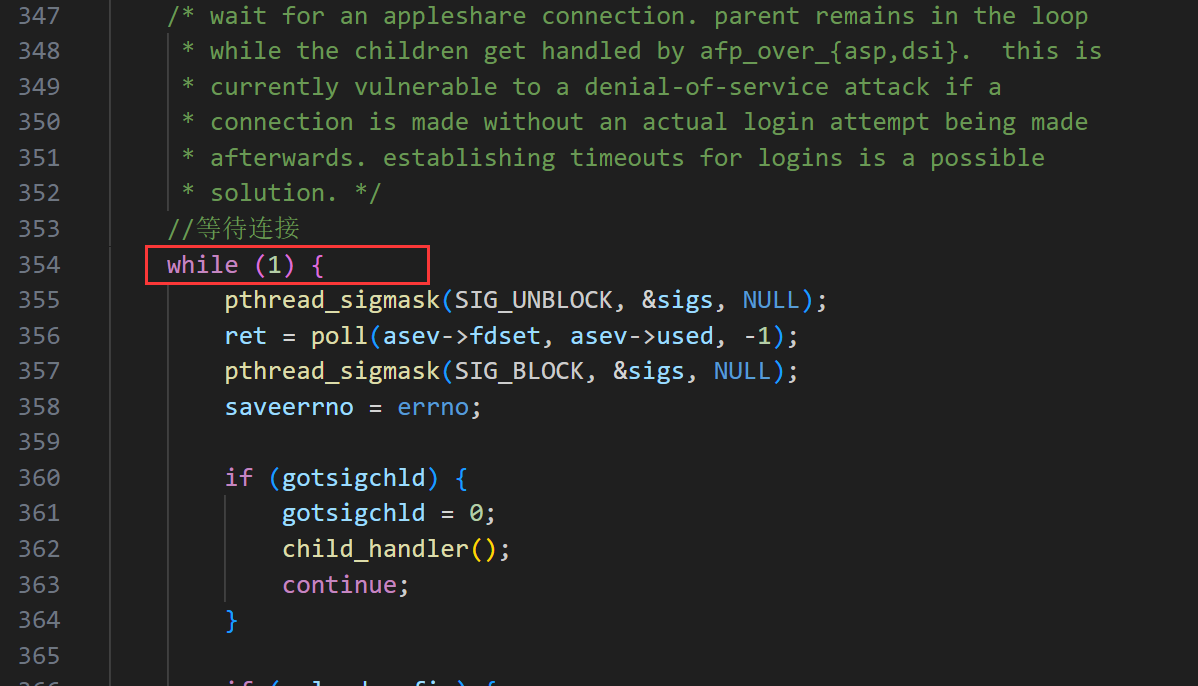 347 /* wait for an appleshare connection. parent remains in the loop
348 * while the children get handled by afp_over_{asp,dsi}.  this is
349 * currently vulnerable to a denial-of-service attack if a
350 * connection is made without an actual login attempt being made
351 * afterwards. establishing timeouts for logins is a possible
352 * solution. */
353 //等待连接
354 while (1) {
355 pthread_sigmask(SIG_UNBLOCK, &sigs, NULL);
356 ret = poll(asev->fdset, asev->used, -1);
357 pthread_sigmask(SIG_BLOCK, &sigs, NULL);
358 saveerrno = errno;
359
360 if (gotsigchld) {
361 gotsigchld = 0;
362 child_handler();
363 continue;
364 }
365